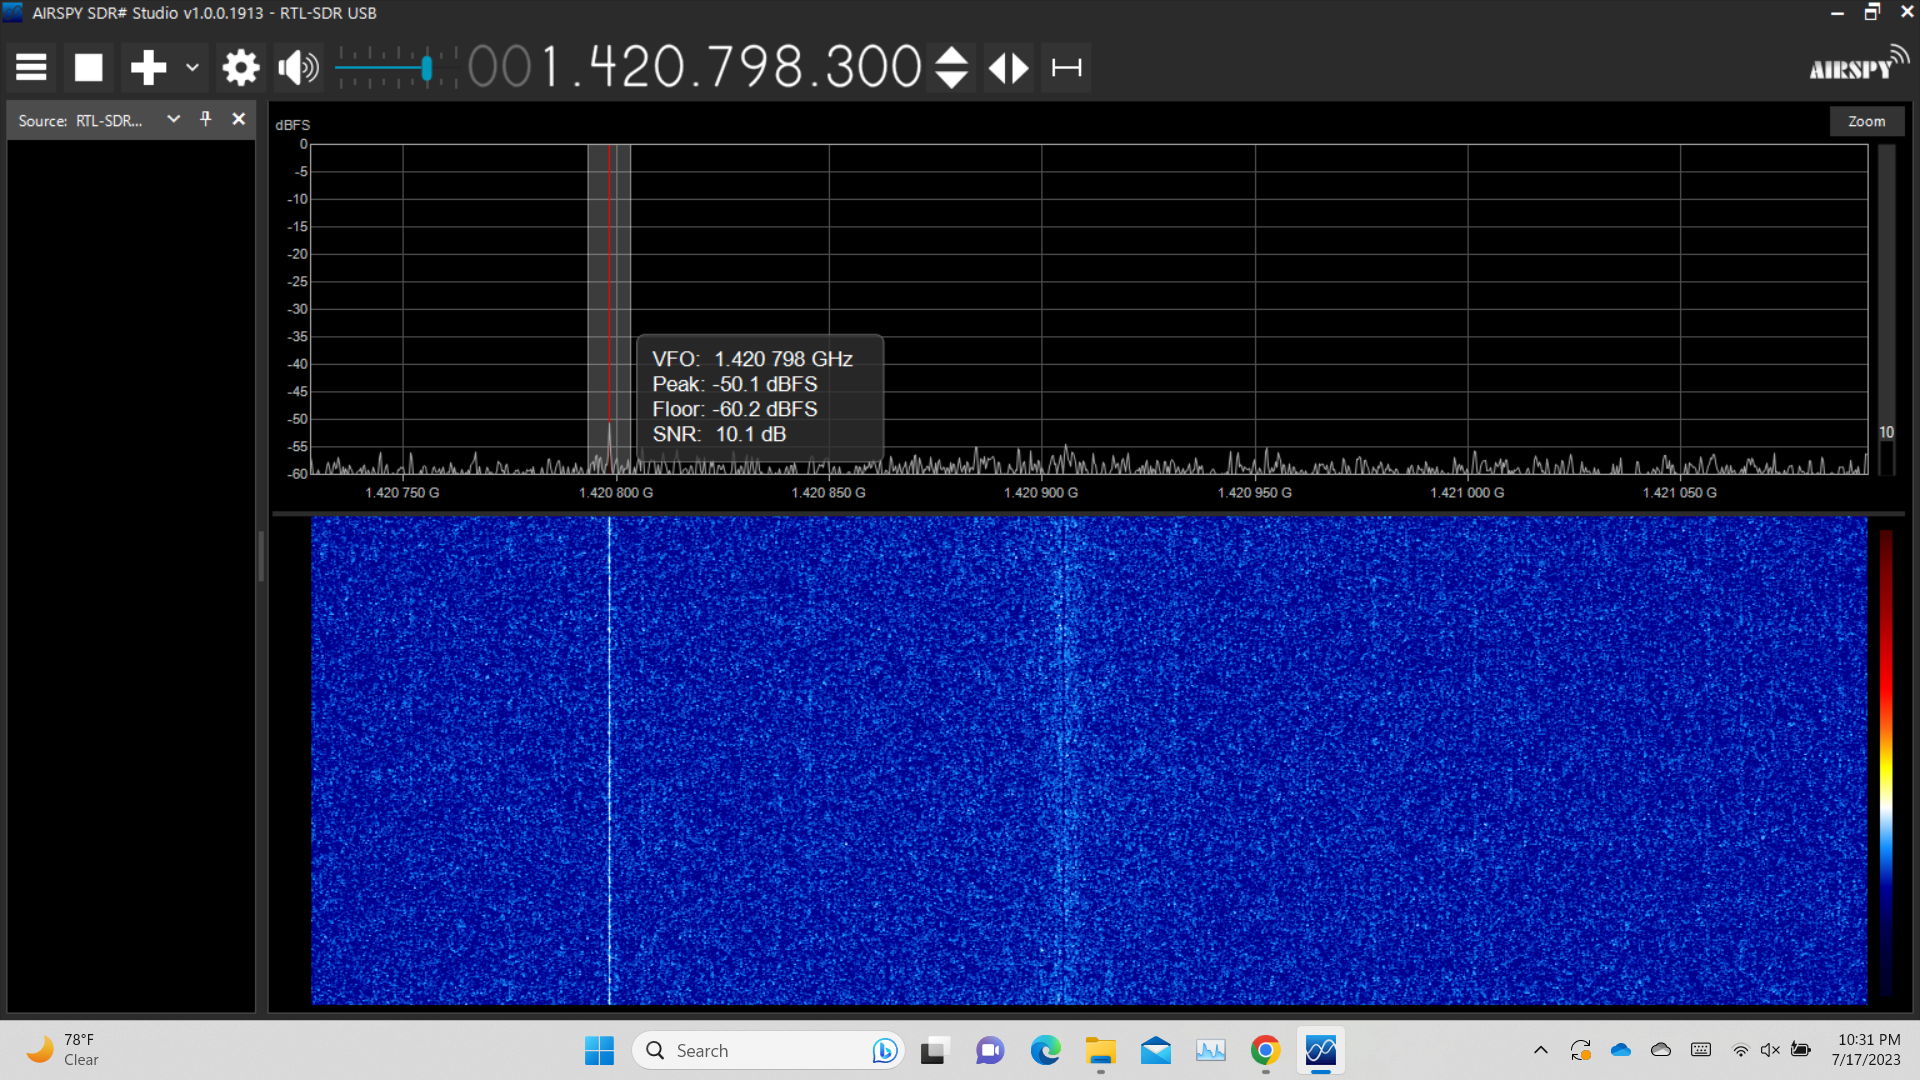 AIRSPY SDR# Studio v1.0.0.1913 - RTL-SDR USB
001.420.798.300
AIRSPY
Source: RTL-SDR...
dBFS
Zoom
0
-5
-10
-15
-20
-25
-30
-35
-40
-45
-50
-55
-60
VFO: 1.420 798 GHz
Peak: -50.1 dBFS
Floor: -60.2 dBFS
SNR: 10.1 dB
10
1.420 750 G
1.420 800 G
1.420 850 G
1.420 900 G
1.420 950 G
1.421 000 G
1.421 050 G
78°F
Clear
Search
10:31 PM
7/17/2023